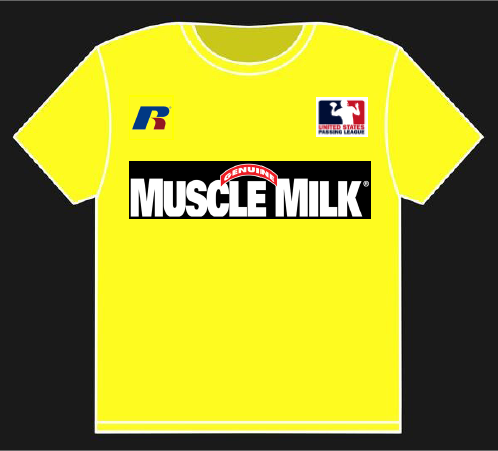 R
UNITED STATES
PASSING LEAGUE
GENUINE
MUSCLE MILK®